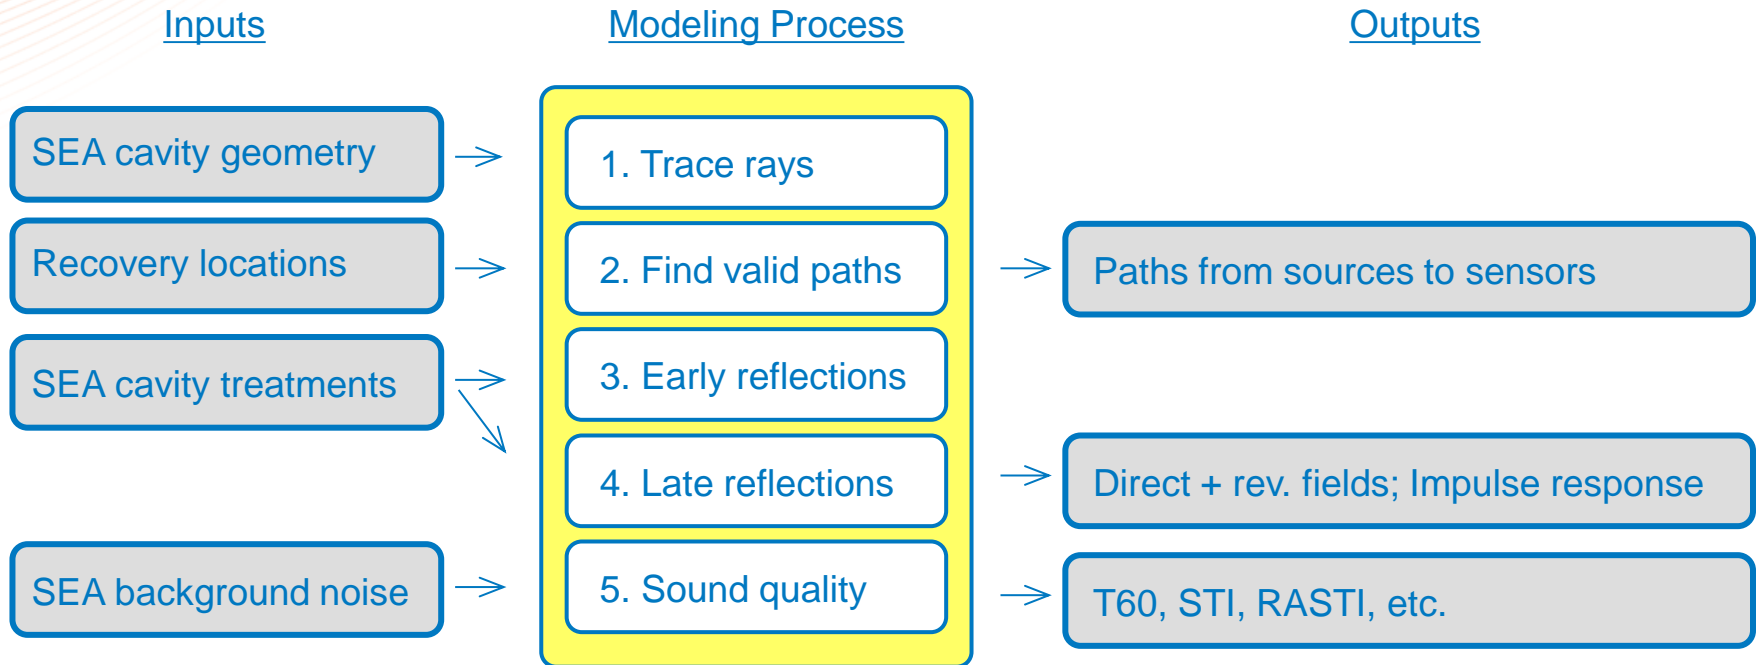 Inputs
Modeling Process
Outputs
SEA cavity geometry
1. Trace rays
Recovery locations
2. Find valid paths
Paths from sources to sensors
SEA cavity treatments
3. Early reflections
4. Late reflections
Direct + rev. fields; Impulse response
SEA background noise
5. Sound quality
T60, STI, RASTI, etc.